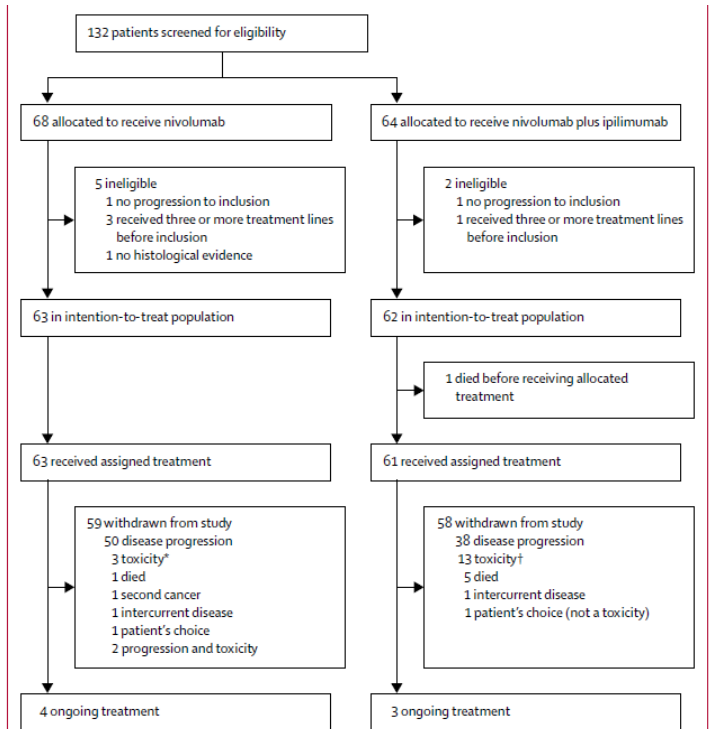 132 patients screened for eligibility
68 allocated to receive nivolumab
64 allocated to receive nivolumab plus ipilimumab
5 ineligible
1 no progression to inclusion
3 received three or more treatment lines
before inclusion
1 no histological evidence
2 ineligible
1 no progression to inclusion
1 received three or more treatment lines
before inclusion
63 in intention-to-treat population
62 in intention-to-treat population
1 died before receiving allocated
treatment
63 received assigned treatment
61 received assigned treatment
59 withdrawn from study
50 disease progression
3 toxicity*
1 died
1 second cancer
1 intercurrent disease
1 patient's choice
2 progression and toxicity
58 withdrawn from study
38 disease progression
13 toxicity†
5 died
1 intercurrent disease
1 patient's choice (not a toxicity)
4 ongoing treatment
3 ongoing treatment